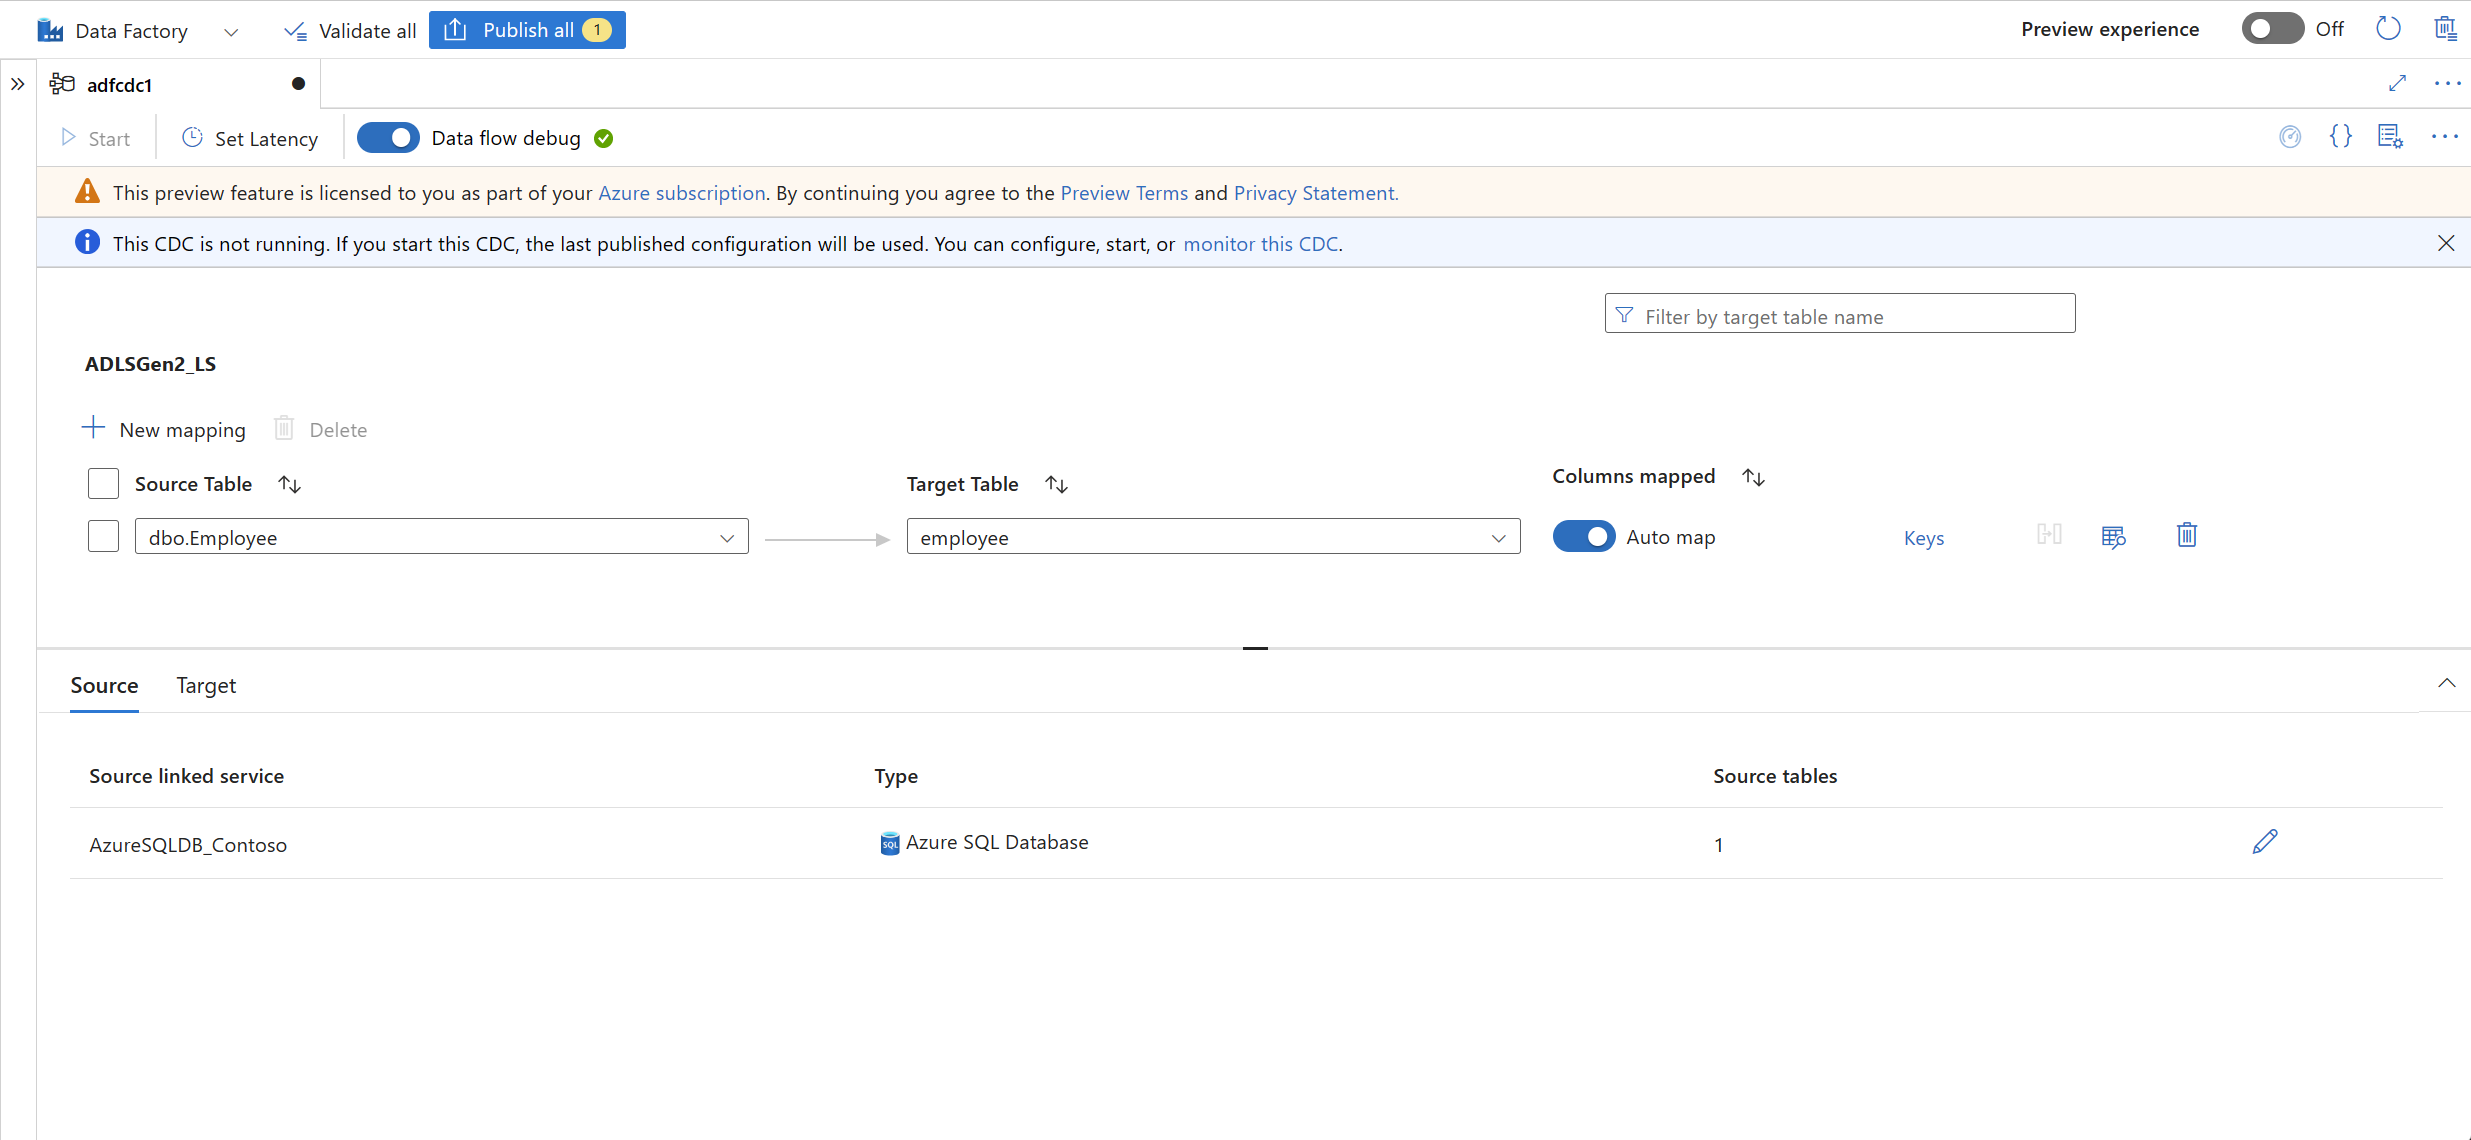 Data Factory Validate all Publish all 1 Preview experience Off
adfcdc1
Start Set Latency Data flow debug
This preview feature is licensed to you as part of your Azure subscription. By continuing you agree to the Preview Terms and Privacy Statement.
This CDC is not running. If you start this CDC, the last published configuration will be used. You can configure, start, or monitor this CDC.
Filter by target table name
ADLSGen2_LS
New mapping Delete
Source Table Target Table Columns mapped
dbo.Employee employee Auto map Keys
Source Target
Source linked service Type Source tables
AzureSQLDB_Contoso SQL Azure SQL Database 1